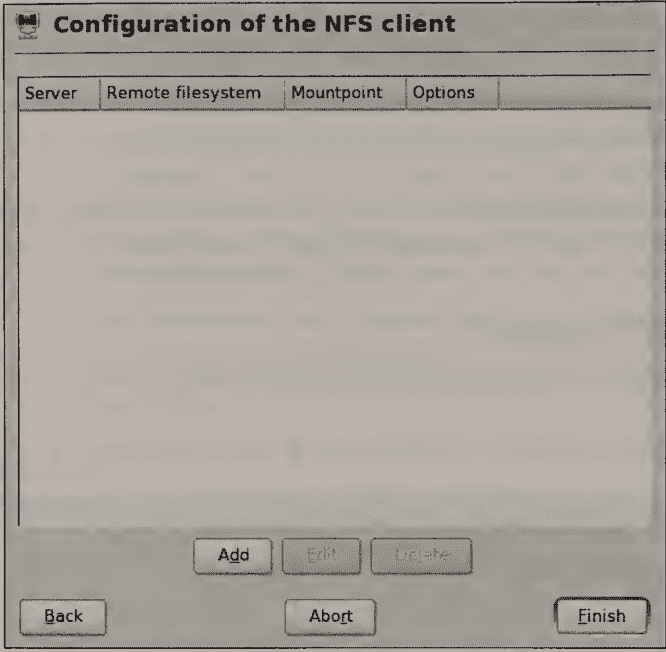 Configuration of the NFS client
Server Remote filesystem Mountpoint Options
Add Edit Delete
Back Abort Finish